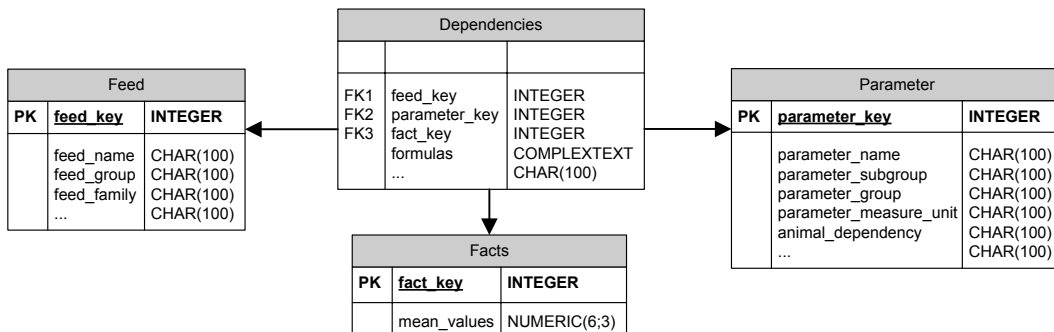 Dependencies
FK1 feed_key INTEGER
FK2 parameter_key INTEGER
FK3 fact_key INTEGER
formulas COMPLEXTEXT
... CHAR(100)
Feed
PK feed_key INTEGER
feed_name CHAR(100)
feed_group CHAR(100)
feed_family CHAR(100)
... CHAR(100)
Parameter
PK parameter_key INTEGER
parameter_name CHAR(100)
parameter_subgroup CHAR(100)
parameter_group CHAR(100)
parameter_measure_unit CHAR(100)
animal_dependency CHAR(100)
... CHAR(100)
Facts
PK fact_key INTEGER
mean_values NUMERIC(6;3)